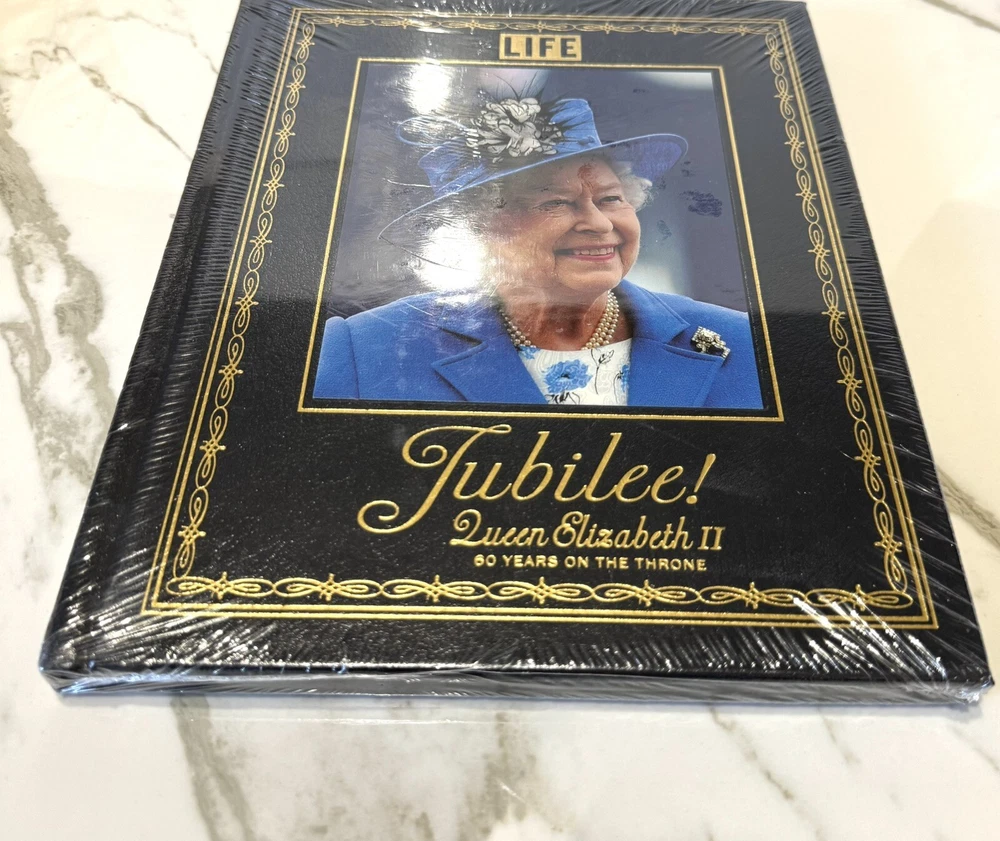 LIFE
Jubilee!
Queen Elizabeth II
60 YEARS ON THE THRONE